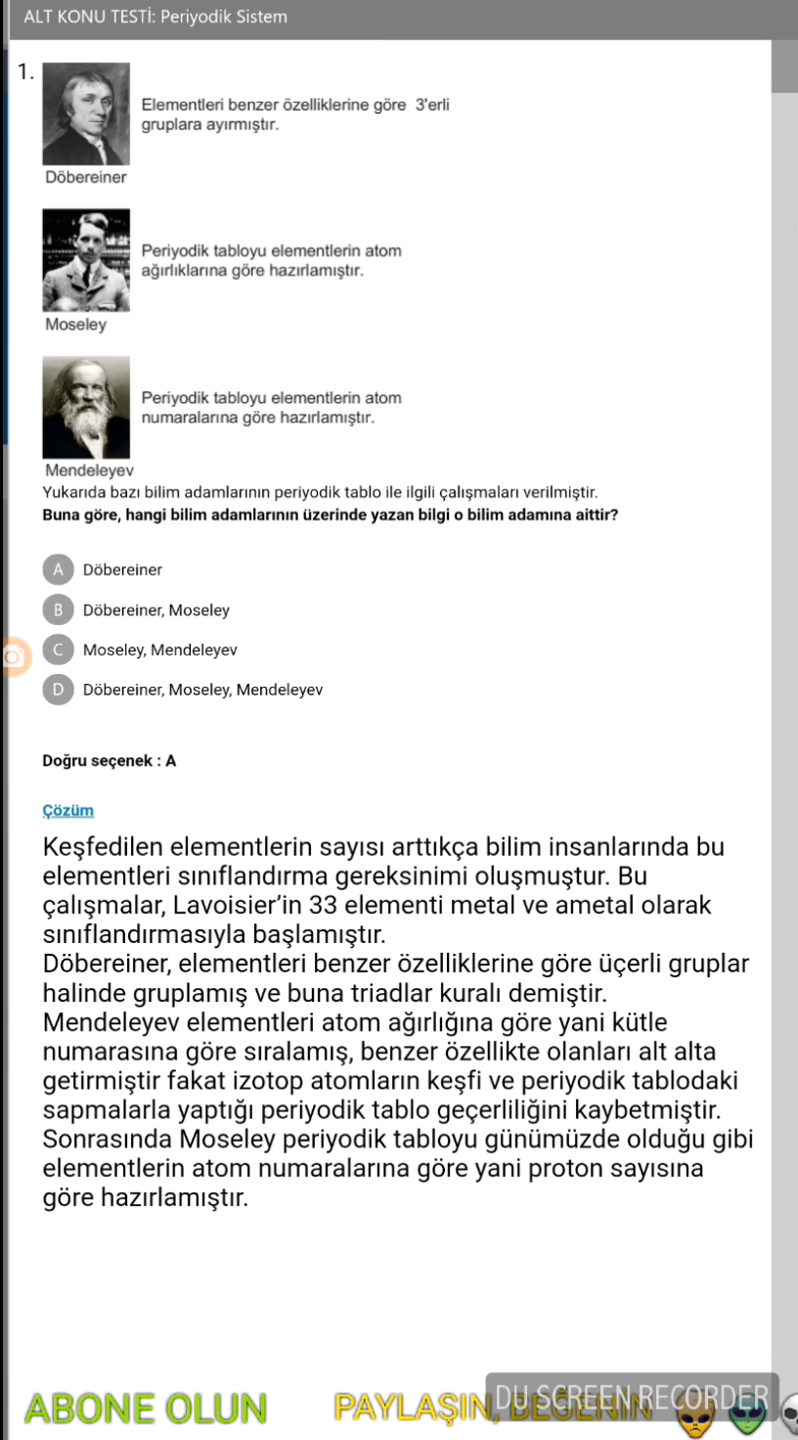 ALT KONU TESTİ: Periyodik Sistem
1.
Elementleri benzer özelliklerine göre 3'erli
gruplara ayırmıştır.
Döbereiner
Periyodik tabloyu elementlerin atom
ağırlıklarına göre hazırlamıştır.
Moseley
Periyodik tabloyu elementlerin atom
numaralarına göre hazırlamıştır.
Mendeleyev
Yukarıda bazı bilim adamlarının periyodik tablo ile ilgili çalışmaları verilmiştir.
Buna göre, hangi bilim adamlarının üzerinde yazan bilgi o bilim adamına aittir?
A Döbereiner
B Döbereiner, Moseley
C Moseley, Mendeleyev
D Döbereiner, Moseley, Mendeleyev
Doğru seçenek : A
Çözüm
Keşfedilen elementlerin sayısı arttıkça bilim insanlarında bu
elementleri sınıflandırma gereksinimi oluşmuştur. Bu
çalışmalar, Lavoisier’in 33 elementi metal ve ametal olarak
sınıflandırmasıyla başlamıştır.
Döbereiner, elementleri benzer özelliklerine göre üçerli gruplar
halinde gruplamış ve buna triadlar kuralı demiştir.
Mendeleyev elementleri atom ağırlığına göre yani kütle
numarasına göre sıralamış, benzer özellikte olanları alt alta
getirmiştir fakat izotop atomların keşfi ve periyodik tablodaki
sapmalarla yaptığı periyodik tablo geçerliliğini kaybetmiştir.
Sonrasında Moseley periyodik tabloyu günümüzde olduğu gibi
elementlerin atom numaralarına göre yani proton sayısına
göre hazırlamıştır.
ABONE OLUN PAYLAŞIN, BEĞENİN
DU SCREEN RECORDER